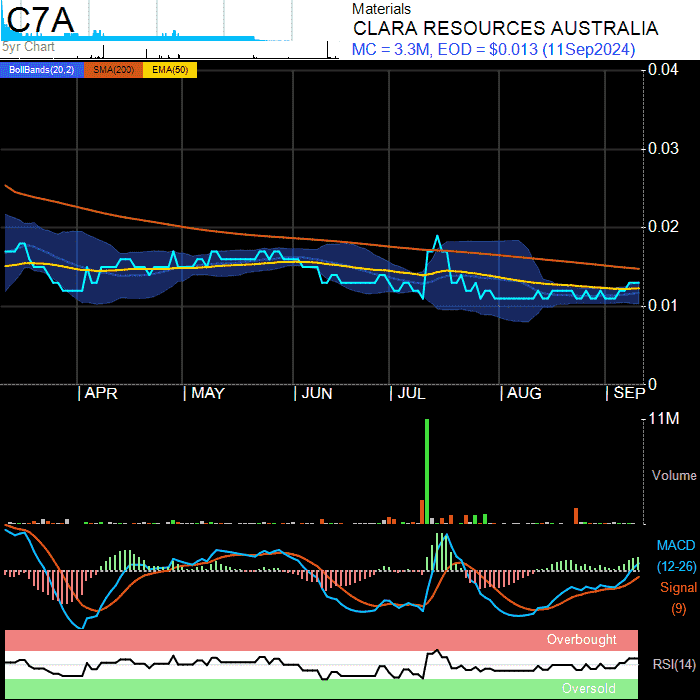 C7A
5yr Chart
Materials
CLARA RESOURCES AUSTRALIA
MC = 3.3M, EOD = $0.013 (11Sep2024)
BollBands(20,2) SMA(200) EMA(50)
0.04
0.03
0.02
0.01
0
APR MAY JUN JUL AUG SEP
11M
Volume
MACD
(12-26)
Signal
(9)
Overbought
RSI(14)
Oversold